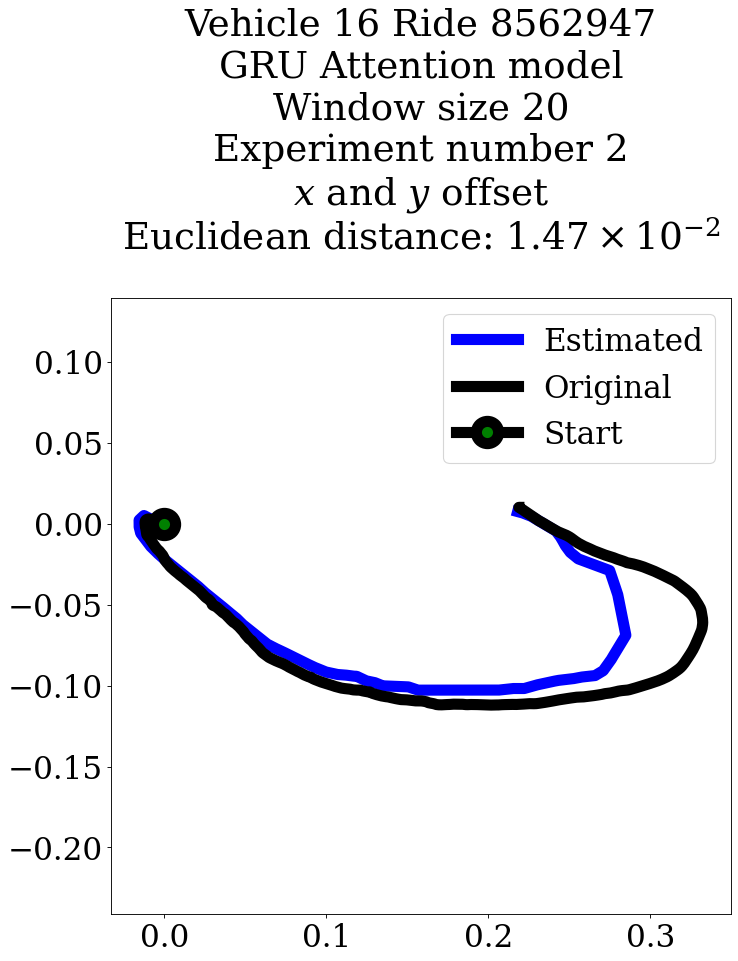 Vehicle 16 Ride 8562947
GRU Attention model
Window size 20
Experiment number 2
x and y offset
Euclidean distance: 1.47 × 10⁻²
Estimated
Original
Start
0.10
0.05
0.00
−0.05
−0.10
−0.15
−0.20
0.0 0.1 0.2 0.3